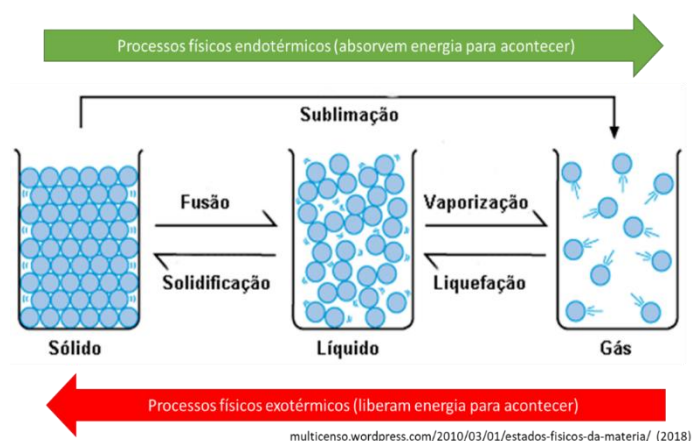 Processos físicos endotérmicos (absorvem energia para acontecer)
Sublimação
Fusão
Vaporização
Solidificação
Liquefação
Sólido
Líquido
Gás
Processos físicos exotérmicos (liberam energia para acontecer)
multicenso.wordpress.com/2010/03/01/estados-fisicos-da-materia/ (2018)